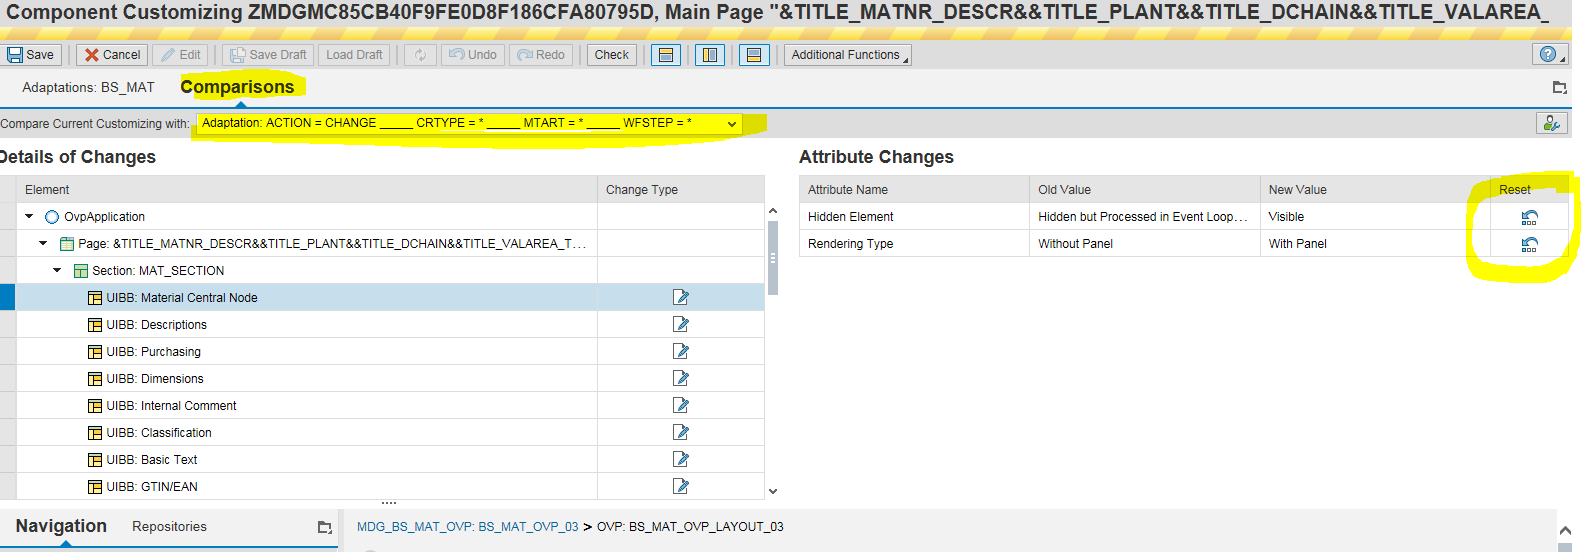 Component Customizing ZMDGMC85CB40F9FE0D8F186CFA80795D, Main Page "&TITLE_MATNR_DESCR&&TITLE_PLANT&&TITLE_DCHAIN&&TITLE_VALAREA_
Save Cancel Edit Save Draft Load Draft Undo Redo Check Additional Functions
Adaptations: BS_MAT Comparisons
Compare Current Customizing with: Adaptation: ACTION = CHANGE _____ CRTYPE = * _____ MTART = * _____ WFSTEP = *
Details of Changes Attribute Changes
Element Change Type Attribute Name Old Value New Value Reset
OvpApplication Hidden Element Hidden but Processed in Event Loop... Visible
Page: &TITLE_MATNR_DESCR&&TITLE_PLANT&&TITLE_DCHAIN&&TITLE_VALAREA_T... Rendering Type Without Panel With Panel
Section: MAT_SECTION
UIBB: Material Central Node
UIBB: Descriptions
UIBB: Purchasing
UIBB: Dimensions
UIBB: Internal Comment
UIBB: Classification
UIBB: Basic Text
UIBB: GTIN/EAN
Navigation Repositories MDG_BS_MAT_OVP: BS_MAT_OVP_03 > OVP: BS_MAT_OVP_LAYOUT_03